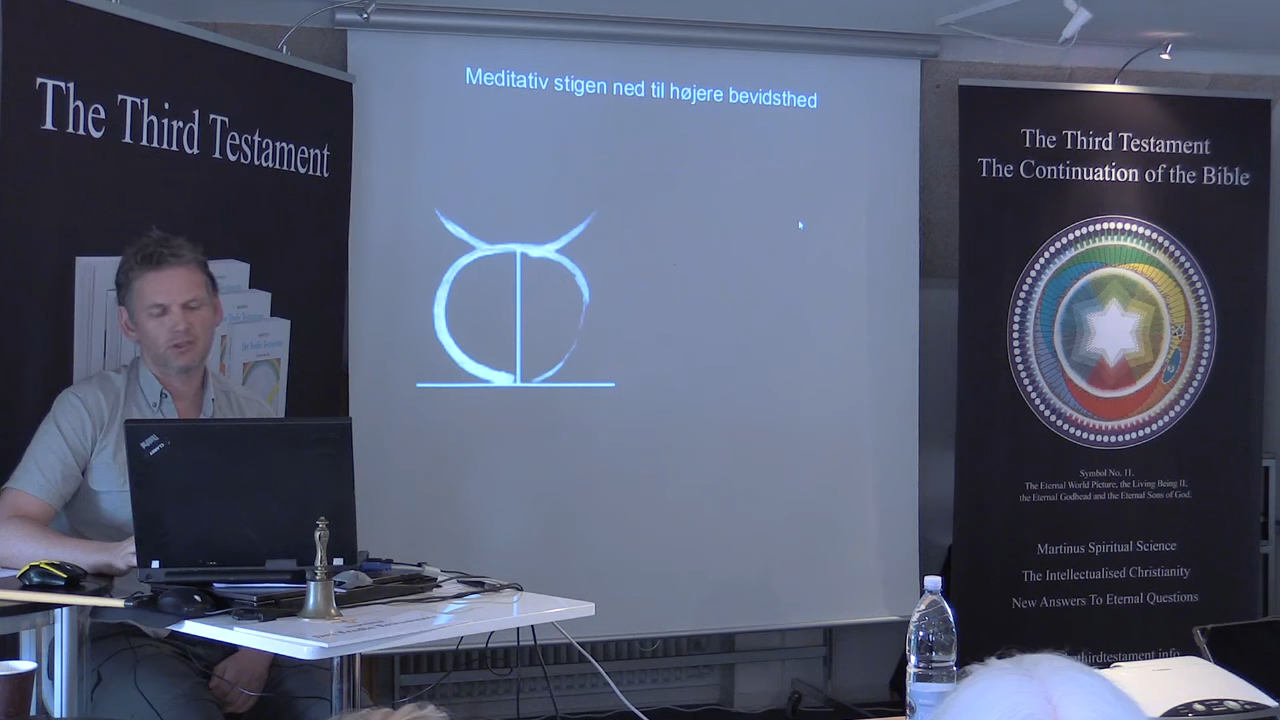 The Third Testament
Meditativ stigen ned til højere bevidsthed
The Third Testament
The Continuation of the Bible
Symbol No. 11.
The Eternal World Picture, the Living Being II,
the Eternal Godhead and the Eternal Sons of God.
Martinus Spiritual Science
The Intellectualised Christianity
New Answers To Eternal Questions
thirdtestament.info